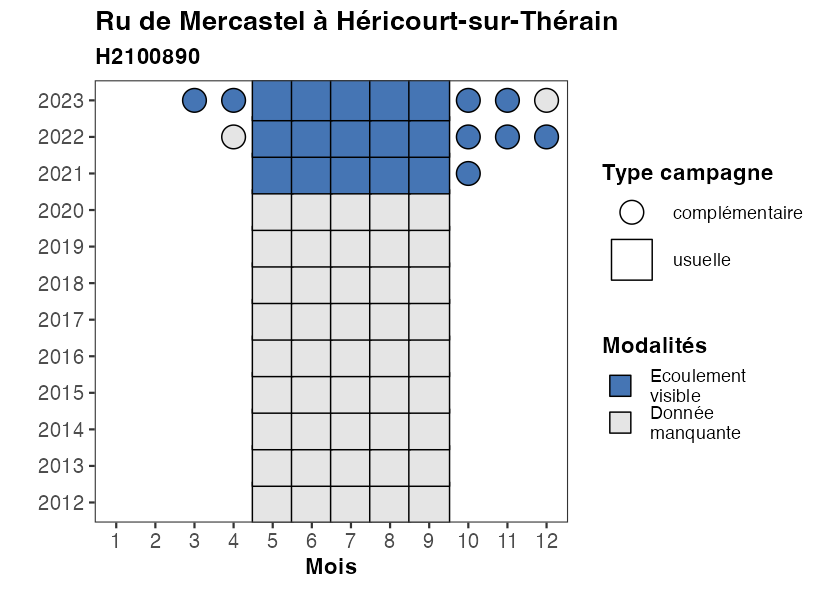 Ru de Mercastel à Héricourt-sur-Thérain
H2100890
2023
2022
2021
2020
2019
2018
2017
2016
2015
2014
2013
2012
1 2 3 4 5 6 7 8 9 10 11 12
Mois
Type campagne
complémentaire
usuelle
Modalités
Ecoulement
visible
Donnée
manquante